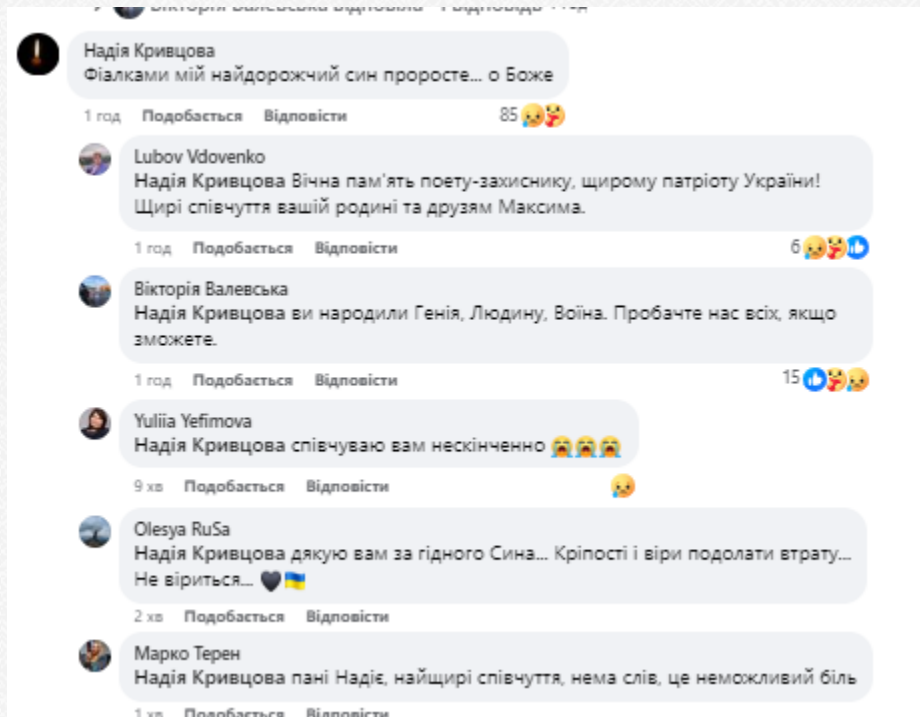 Вікторія Валевська відповіла
Надія Кривцова
Фіалками мій найдорожчий син проросте... о Боже
1 год Подобається Відповісти 85
Lubov Vdovenko
Надія Кривцова Вічна пам'ять поету-захиснику, щирому патріоту України!
Щирі співчуття вашій родині та друзям Максима.
1 год Подобається Відповісти 6
Вікторія Валевська
Надія Кривцова ви народили Генія, Людину, Воїна. Пробачте нас всіх, якщо
зможете.
1 год Подобається Відповісти 15
Yuliia Yefimova
Надія Кривцова співчуваю вам нескінченно 😭😭😭
9 хв Подобається Відповісти
Olesya RuSa
Надія Кривцова дякую вам за гідного Сина... Кріпості і віри подолати втрату...
Не віриться... 🖤🇺🇦
2 хв Подобається Відповісти
Марко Терен
Надія Кривцова пані Надіє, найщиріші співчуття, нема слів, це неможливий біль
1 хв Подобається Відповісти